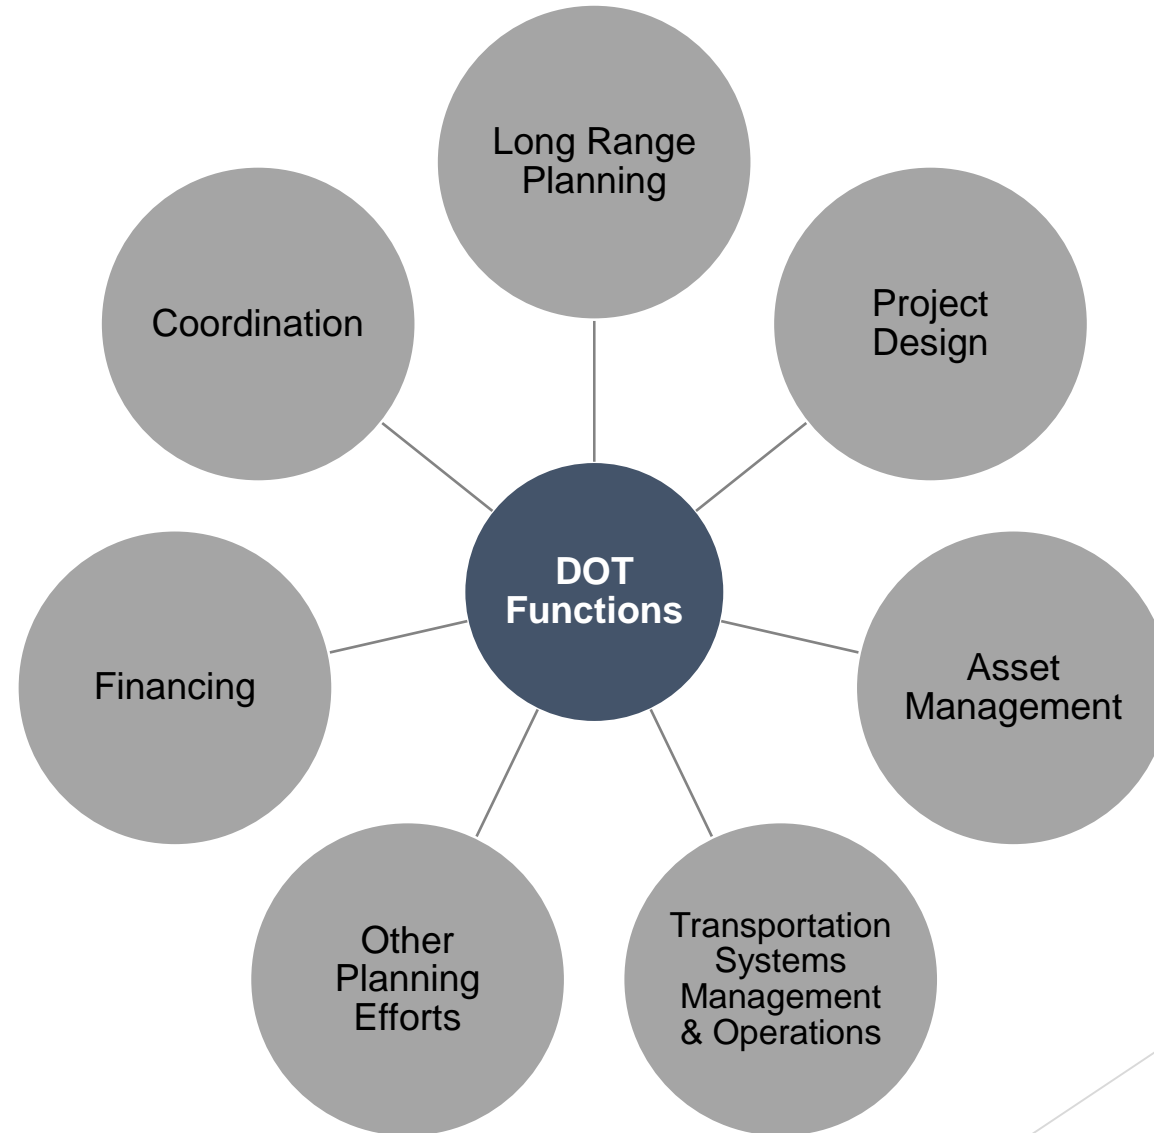 Long Range
Planning
Project
Design
Asset
Management
Transportation
Systems
Management
& Operations
Other
Planning
Efforts
Financing
Coordination
DOT
Functions